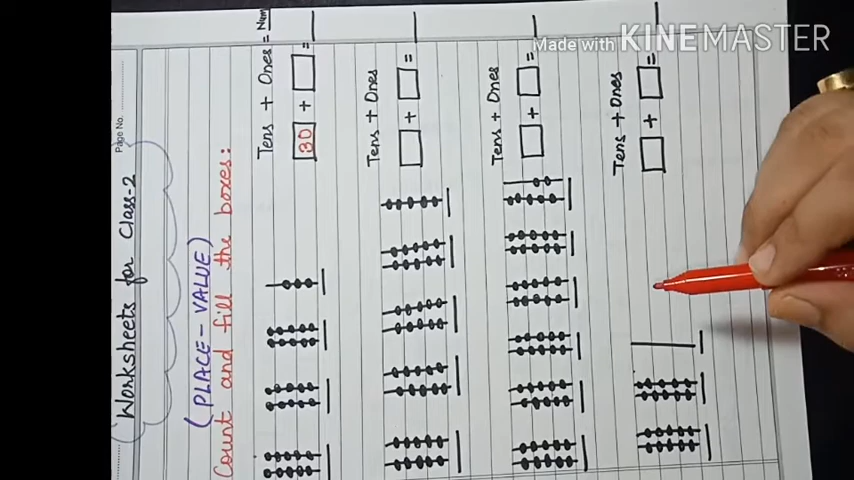 Made with KINEMASTER
Page No.
Worksheets for Class-2
(PLACE-VALUE)
Count and fill the boxes:
Tens + Ones = Num
30 + =
Tens + Ones
+ =
Tens + Ones
+ =
Tens + Ones
+ =